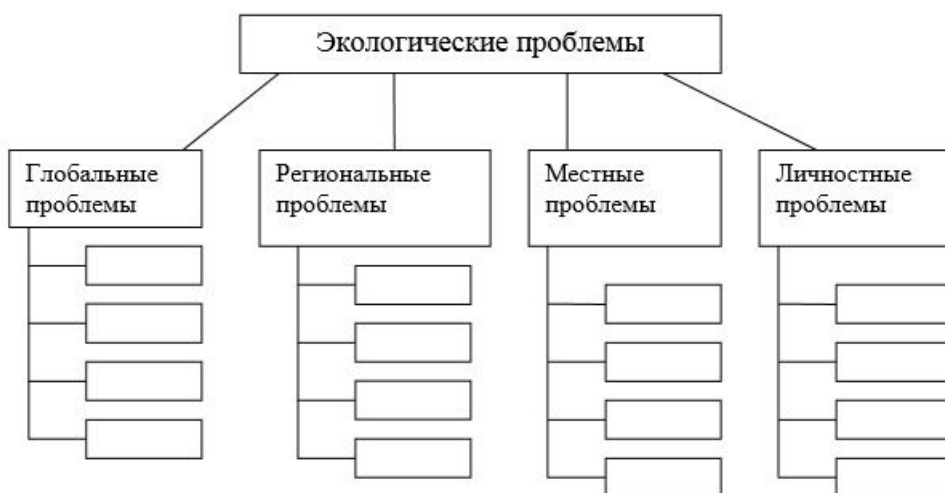 Экологические проблемы
Глобальные
проблемы
Региональные
проблемы
Местные
проблемы
Личностные
проблемы